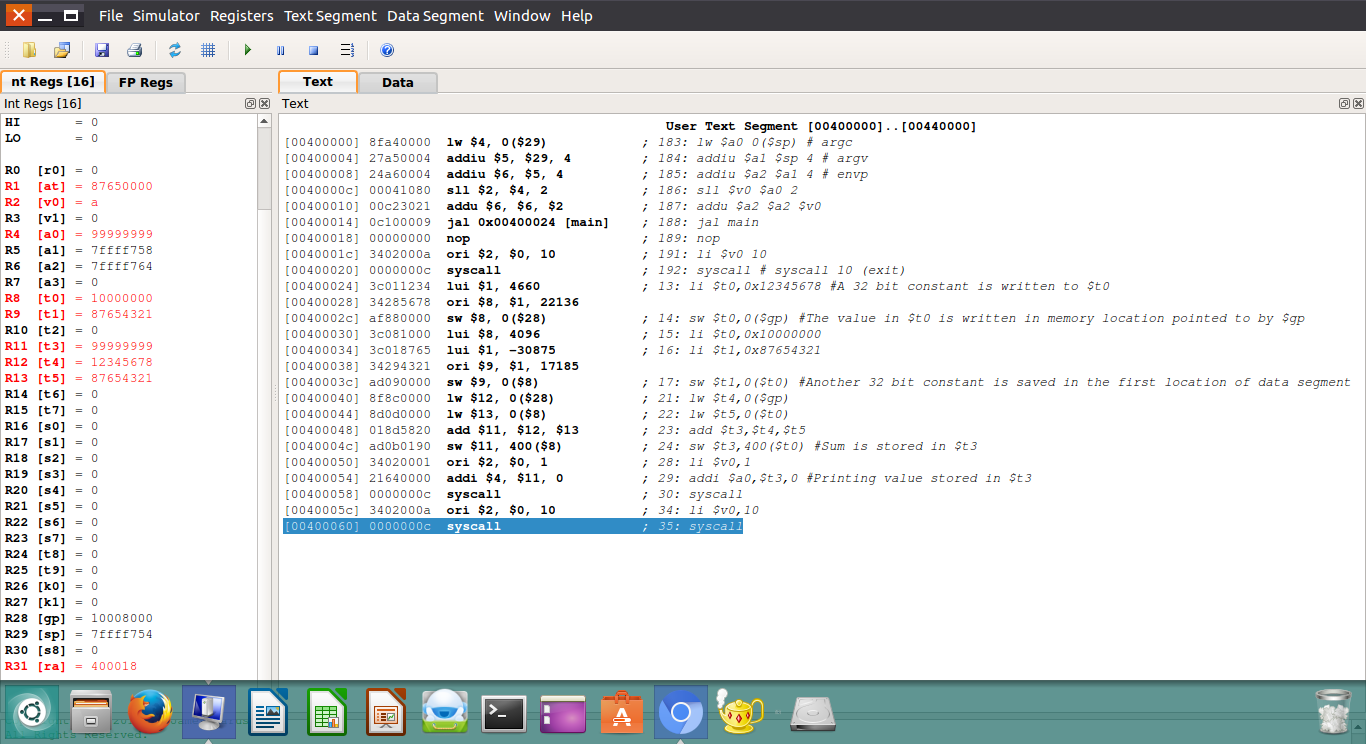 File Simulator Registers Text Segment Data Segment Window Help
nt Regs [16] FP Regs
Text Data
Int Regs [16]
Text
HI = 0
LO = 0
R0 [r0] = 0
R1 [at] = 87650000
R2 [v0] = a
R3 [v1] = 0
R4 [a0] = 99999999
R5 [a1] = 7ffff758
R6 [a2] = 7ffff764
R7 [a3] = 0
R8 [t0] = 10000000
R9 [t1] = 87654321
R10 [t2] = 0
R11 [t3] = 99999999
R12 [t4] = 12345678
R13 [t5] = 87654321
R14 [t6] = 0
R15 [t7] = 0
R16 [s0] = 0
R17 [s1] = 0
R18 [s2] = 0
R19 [s3] = 0
R20 [s4] = 0
R21 [s5] = 0
R22 [s6] = 0
R23 [s7] = 0
R24 [t8] = 0
R25 [t9] = 0
R26 [k0] = 0
R27 [k1] = 0
R28 [gp] = 10008000
R29 [sp] = 7ffff754
R30 [s8] = 0
R31 [ra] = 400018
User Text Segment [00400000]..[00440000]
[00400000] 8fa40000 lw $4, 0($29) ; 183: lw $a0 0($sp) # argc
[00400004] 27a50004 addiu $5, $29, 4 ; 184: addiu $a1 $sp 4 # argv
[00400008] 24a60004 addiu $6, $5, 4 ; 185: addiu $a2 $a1 4 # envp
[0040000c] 00041080 sll $2, $4, 2 ; 186: sll $v0 $a0 2
[00400010] 00c23021 addu $6, $6, $2 ; 187: addu $a2 $a2 $v0
[00400014] 0c100009 jal 0x00400024 [main] ; 188: jal main
[00400018] 00000000 nop ; 189: nop
[0040001c] 3402000a ori $2, $0, 10 ; 191: li $v0 10
[00400020] 0000000c syscall ; 192: syscall # syscall 10 (exit)
[00400024] 3c011234 lui $1, 4660 ; 13: li $t0,0x12345678 #A 32 bit constant is written to $t0
[00400028] 34285678 ori $8, $1, 22136
[0040002c] af880000 sw $8, 0($28) ; 14: sw $t0,0($gp) #The value in $t0 is written in memory location pointed to by $gp
[00400030] 3c081000 lui $8, 4096 ; 15: li $t0,0x10000000
[00400034] 3c018765 lui $1, -30875 ; 16: li $t1,0x87654321
[00400038] 34294321 ori $9, $1, 17185
[0040003c] ad090000 sw $9, 0($8) ; 17: sw $t1,0($t0) #Another 32 bit constant is saved in the first location of data segment
[00400040] 8f8c0000 lw $12, 0($28) ; 21: lw $t4,0($gp)
[00400044] 8d0d0000 lw $13, 0($8) ; 22: lw $t5,0($t0)
[00400048] 018d5820 add $11, $12, $13 ; 23: add $t3,$t4,$t5
[0040004c] ad0b0190 sw $11, 400($8) ; 24: sw $t3,400($t0) #Sum is stored in $t3
[00400050] 34020001 ori $2, $0, 1 ; 28: li $v0,1
[00400054] 21640000 addi $4, $11, 0 ; 29: addi $a0,$t3,0 #Printing value stored in $t3
[00400058] 0000000c syscall ; 30: syscall
[0040005c] 3402000a ori $2, $0, 10 ; 34: li $v0,10
[00400060] 0000000c syscall ; 35: syscall
Reserved.